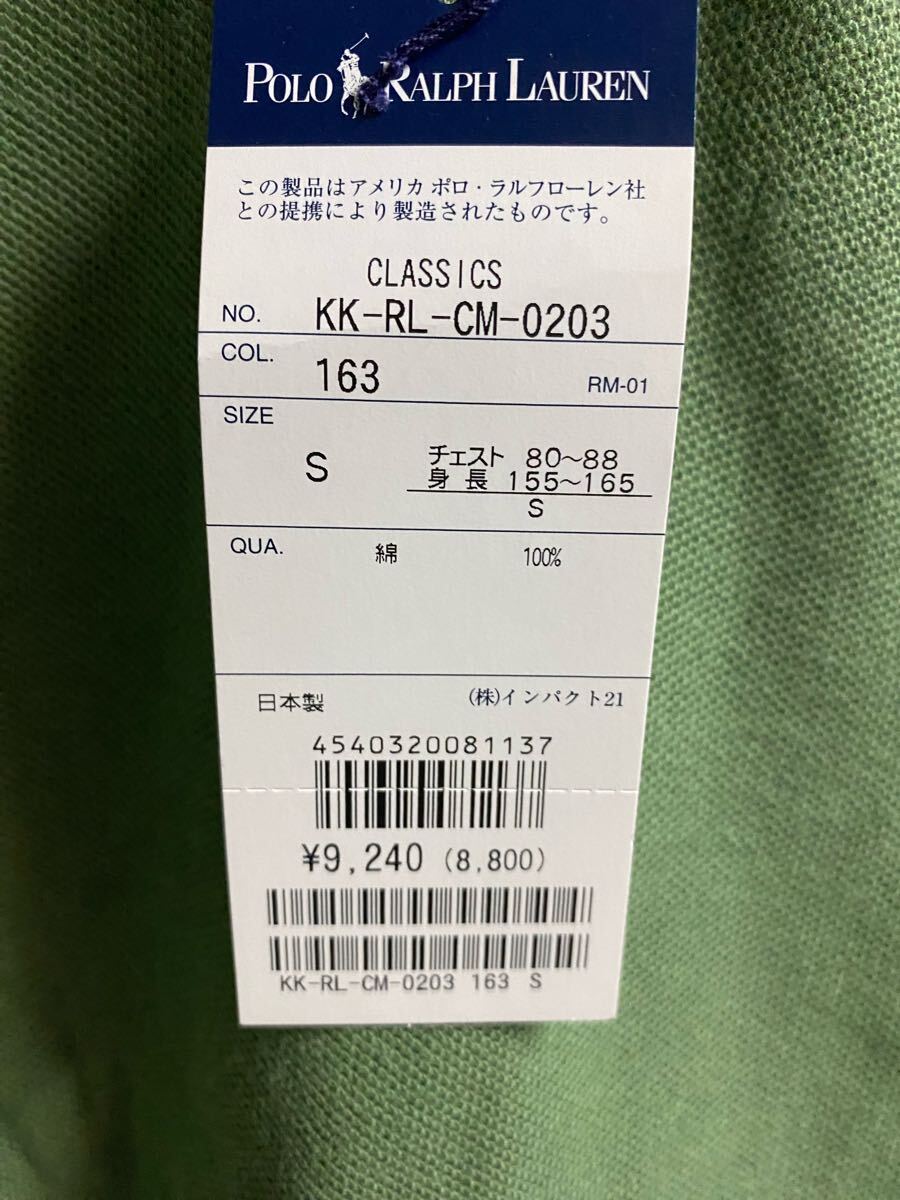 POLO RALPH LAUREN
この製品はアメリカ ポロ・ラルフローレン社
との提携により製造されたものです。
CLASSICS
NO. KK-RL-CM-0203
COL. 163 RM-01
SIZE S
チェスト 80~88
身長 155~165
S
QUA. 綿 100%
日本製 (株)インパクト21
4540320081137
¥9,240 (8,800)
KK-RL-CM-0203 163 S